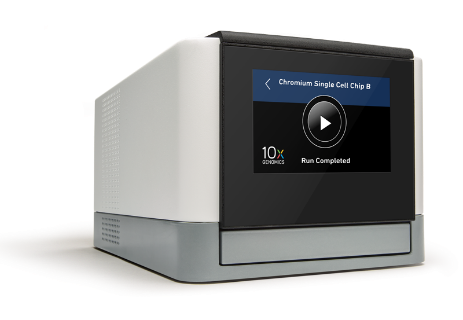 Chromium Single Cell Chip B
10x
GENOMICS
Run Completed